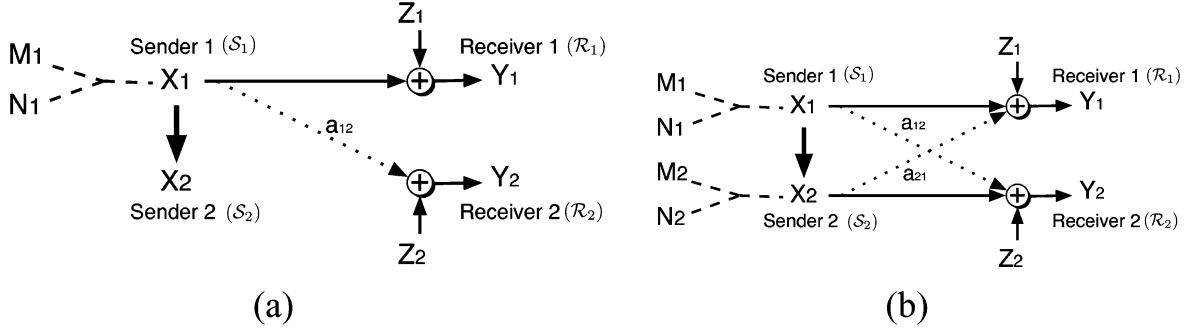 Z1
Sender 1 (S1)
Receiver 1 (R1)
M1
N1
X1
Y1
a12
X2
Y2
Sender 2 (S2)
Receiver 2 (R2)
Z2
(a)
Z1
Sender 1 (S1)
Receiver 1 (R1)
M1
N1
X1
Y1
a12
a21
M2
N2
X2
Y2
Sender 2 (S2)
Receiver 2 (R2)
Z2
(b)